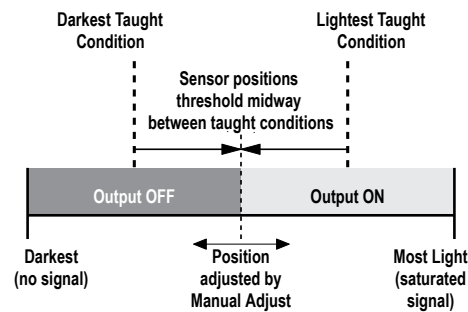 Darkest Taught
Condition
Lightest Taught
Condition
Sensor positions
threshold midway
between taught conditions
Output OFF
Output ON
Darkest
(no signal)
Position
adjusted by
Manual Adjust
Most Light
(saturated
signal)